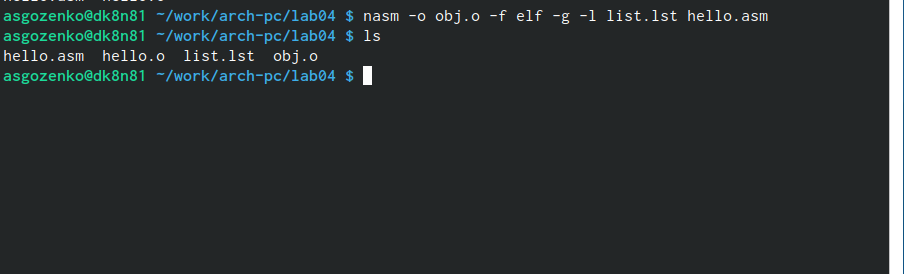 asgozenko@dk8n81 ~/work/arch-pc/lab04 $ nasm -o obj.o -f elf -g -l list.lst hello.asm
asgozenko@dk8n81 ~/work/arch-pc/lab04 $ ls
hello.asm  hello.o  list.lst  obj.o
asgozenko@dk8n81 ~/work/arch-pc/lab04 $